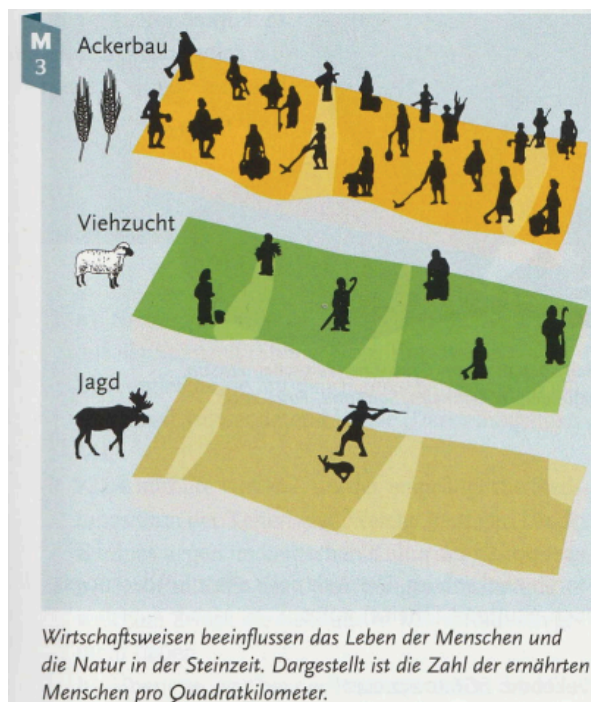 M
3
Ackerbau
Viehzucht
Jagd
Wirtschaftsweisen beeinflussen das Leben der Menschen und
die Natur in der Steinzeit. Dargestellt ist die Zahl der ernährten
Menschen pro Quadratkilometer.